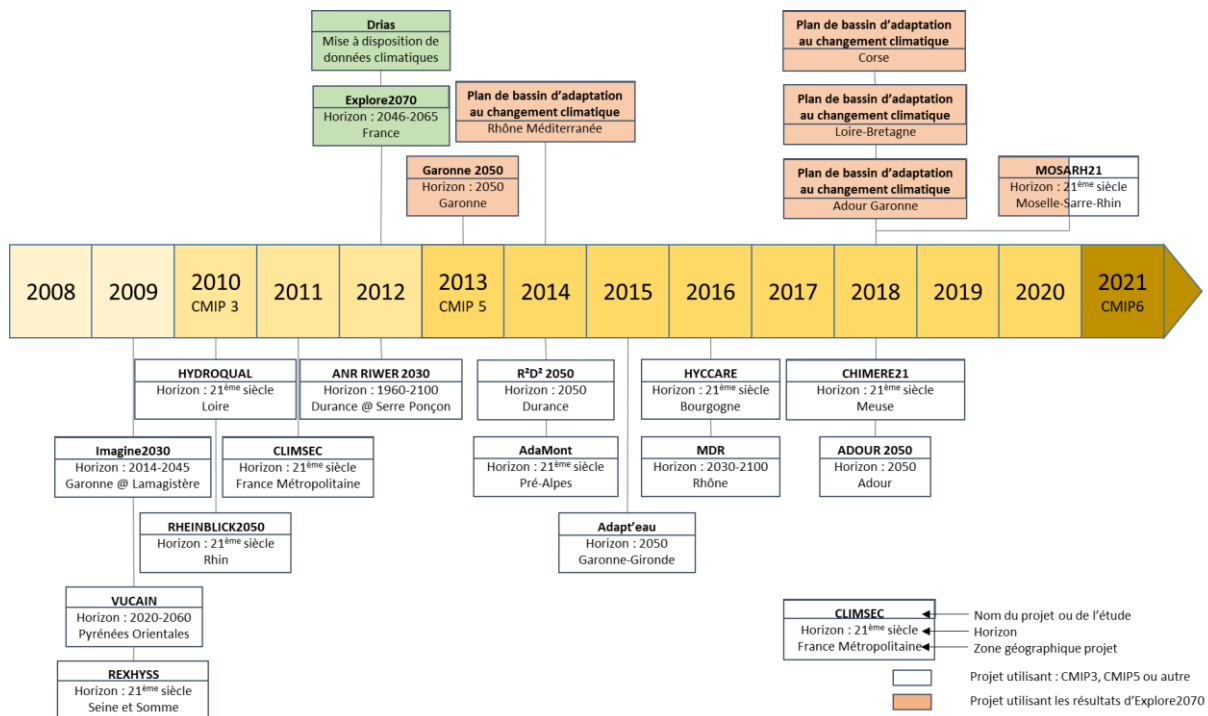 Drias
Mise à disposition de
données climatiques
Explore2070
Horizon : 2046-2065
France
Plan de bassin d’adaptation
au changement climatique
Rhône Méditerranée
Garonne 2050
Horizon : 2050
Garonne
Plan de bassin d’adaptation
au changement climatique
Corse
Plan de bassin d’adaptation
au changement climatique
Loire-Bretagne
Plan de bassin d’adaptation
au changement climatique
Adour Garonne
MOSARH21
Horizon : 21ème siècle
Moselle-Sarre-Rhin
2008
2009
2010
CMIP 3
2011
2012
2013
CMIP 5
2014
2015
2016
2017
2018
2019
2020
2021
CMIP6
HYDROQUAL
Horizon : 21ème siècle
Loire
ANR RIWER 2030
Horizon : 1960-2100
Durance @ Serre Ponçon
R²D² 2050
Horizon : 2050
Durance
HYCCARE
Horizon : 21ème siècle
Bourgogne
CHIMERE21
Horizon : 21ème siècle
Meuse
Imagine2030
Horizon : 2014-2045
Garonne @ Lamagistère
CLIMSEC
Horizon : 21ème siècle
France Métropolitaine
AdaMont
Horizon : 21ème siècle
Pré-Alpes
MDR
Horizon : 2030-2100
Rhône
ADOUR 2050
Horizon : 2050
Adour
RHEINBLICK2050
Horizon : 21ème siècle
Rhin
Adapt’eau
Horizon : 2050
Garonne-Gironde
VUCAIN
Horizon : 2020-2060
Pyrénées Orientales
REXHYSS
Horizon : 21ème siècle
Seine et Somme
CLIMSEC
Horizon : 21ème siècle
France Métropolitaine
Nom du projet ou de l’étude
Horizon
Zone géographique projet
Projet utilisant : CMIP3, CMIP5 ou autre
Projet utilisant les résultats d’Explore2070